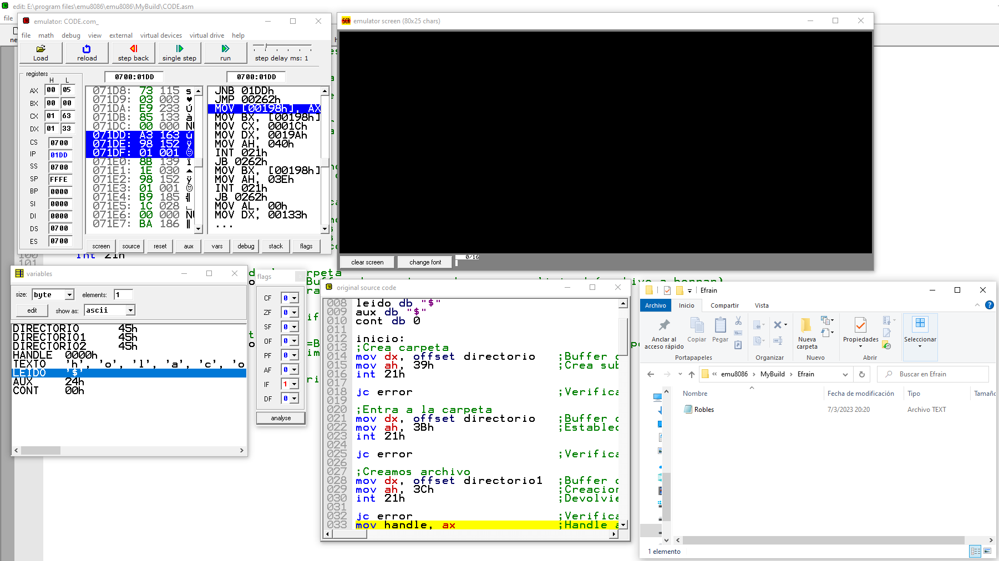 edit: E:\program files\emu8086\emu8086\MyBuild\CODE.asm
file
emulator: CODE.com_
file math debug view external virtual devices virtual drive help
Load reload step back single step run step delay ms: 1
registers
H L
AX 00 05
BX 00 00
CX 01 63
DX 01 33
CS 0700
IP 01DD
SS 0700
SP FFFE
BP 0000
SI 0000
DI 0000
DS 0700
ES 0700
0700:01DD
071D8: 73 115 s
071D9: 03 003 ♥
071DA: E9 233 Ú
071DB: 85 133 à
071DC: 00 000 NU
071DD: A3 163 ú
071DE: 98 152 ÿ
071DF: 01 001 ☺
071E0: 8B 139 ï
071E1: 1E 030 ▲
071E2: 98 152 ÿ
071E3: 01 001 ☺
071E4: B9 185 ╣
071E5: 1C 028 ∟
071E6: 00 000 NU
071E7: BA 186 ║
0700:01DD
JNB 01DDh
JMP 00262h
MOV [00198h], AX
MOV BX, [00198h]
MOV CX, 0001Ch
MOV DX, 0019Ah
MOV AH, 040h
INT 021h
JB 0262h
MOV BX, [00198h]
MOV AH, 03Eh
INT 021h
JB 0262h
MOV AL, 00h
MOV DX, 00133h
...
screen source reset aux vars debug stack flags
100 int 21h
101
emulator screen (80x25 chars)
clear screen change font 0/16
variables
size: byte elements: 1
edit show as: ascii
DIRECTORIO 45h
DIRECTORIO1 45h
DIRECTORIO2 45h
HANDLE 0000h
TEXTO 'h', 'o', 'l', 'a', 'c', 'o
LEIDO '$'
AUX 24h
CONT 00h
flags
CF 0
ZF 0
SF 0
OF 0
PF 0
AF 0
IF 1
DF 0
analyse
original source code
008 leido db "$"
009 aux db "$"
010 cont db 0
011
012 inicio:
013 ;Crea carpeta
014 mov dx, offset directorio ;Buffer
015 mov ah, 39h ;Crea sub
016 int 21h
017
018 jc error ;Verifica
019
020 ;Entra a la carpeta
021 mov dx, offset directorio ;Buffer
022 mov ah, 3Bh ;Establec
023 int 21h
024
025 jc error ;Verifica
026
027 ;Creamos archivo
028 mov dx, offset directorio1 ;Buffer
029 mov ah, 3Ch ;Creacion
030 int 21h ;Devolvie
031
032 jc error ;Verifica
033 mov handle, ax ;Handle a
Efrain
Archivo Inicio Compartir Vista
Anclar al acceso rápido
Copiar
Pegar
Nueva carpeta
Propiedades
Seleccionar
Portapapeles Organizar Nuevo Abrir
« emu8086 › MyBuild › Efrain
Buscar en Efrain
Nombre Fecha de modificación Tipo Tamaño
Robles 7/3/2023 20:20 Archivo TEXT
1 elemento